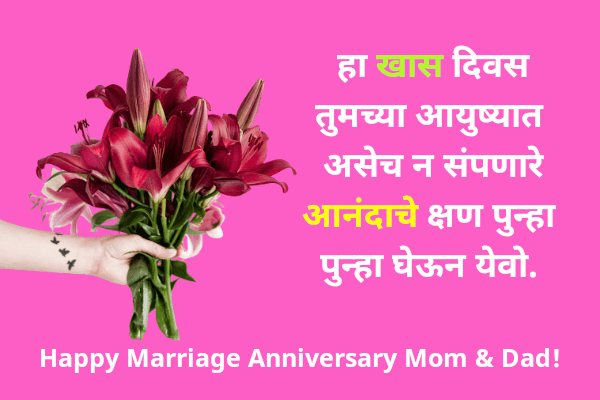 हा खास दिवस
तुमच्या आयुष्यात
असेच न संपणारे
आनंदाचे क्षण पुन्हा
पुन्हा घेऊन येवो.
Happy Marriage Anniversary Mom & Dad!